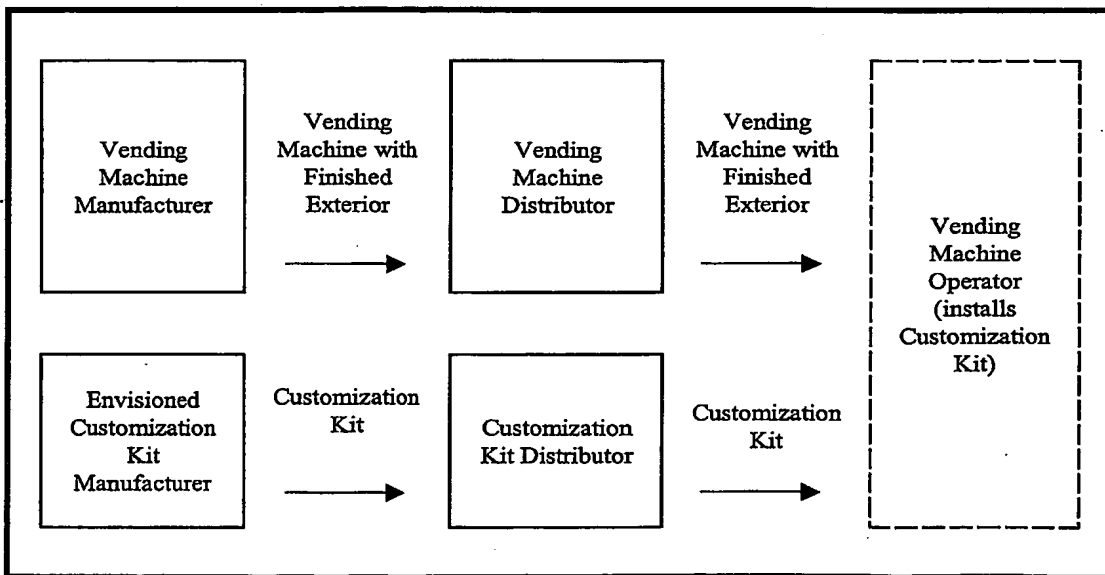 Vending
Machine
Manufacturer
Vending
Machine with
Finished
Exterior
Vending
Machine
Distributor
Vending
Machine with
Finished
Exterior
Vending
Machine
Operator
(installs
Customization
Kit)
Envisioned
Customization
Kit
Manufacturer
Customization
Kit
Customization
Kit Distributor
Customization
Kit